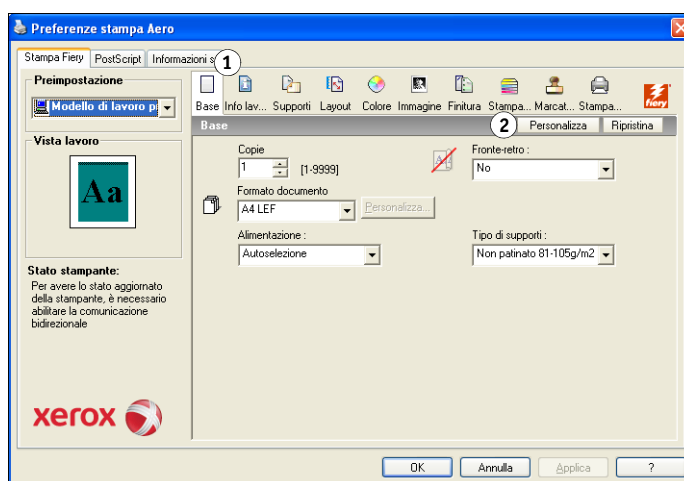 Preferenze stampa Aero
Stampa Fiery PostScript Informazioni s
1
Preimpostazione
Modello di lavoro p
Vista lavoro
Aa
Stato stampante:
Per avere lo stato aggiornato
della stampante, è necessario
abilitare la comunicazione
bidirezionale
xerox
Base Info lav... Supporti Layout Colore Immagine Finitura Stampa... Marcat... Stampa...
fiery
Base
2
Personalizza Ripristina
Copie
1 [1-9999]
Formato documento
A4 LEF Personalizza...
Alimentazione :
Autoselezione
Fronte-retro :
No
Tipo di supporti :
Non patinato 81-105g/m2
OK Annulla Applica ?